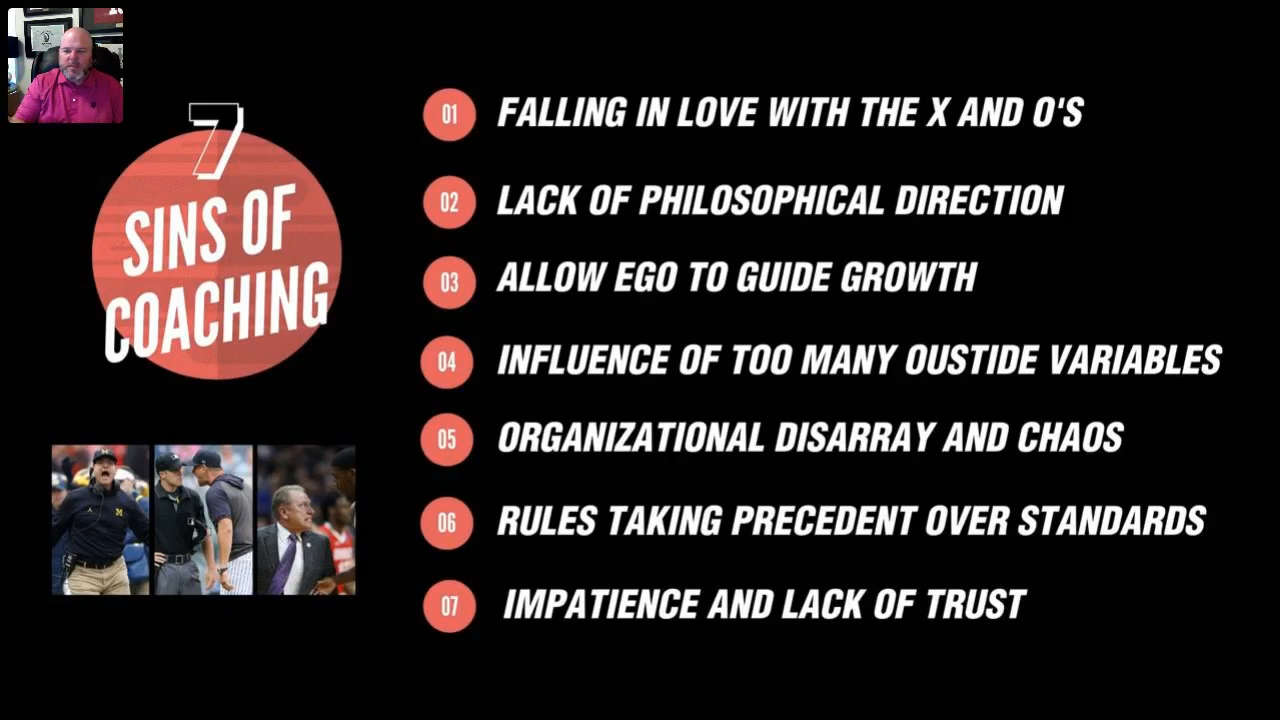 7
SINS OF
COACHING
01 FALLING IN LOVE WITH THE X AND O'S
02 LACK OF PHILOSOPHICAL DIRECTION
03 ALLOW EGO TO GUIDE GROWTH
04 INFLUENCE OF TOO MANY OUSTIDE VARIABLES
05 ORGANIZATIONAL DISARRAY AND CHAOS
06 RULES TAKING PRECEDENT OVER STANDARDS
07 IMPATIENCE AND LACK OF TRUST
M